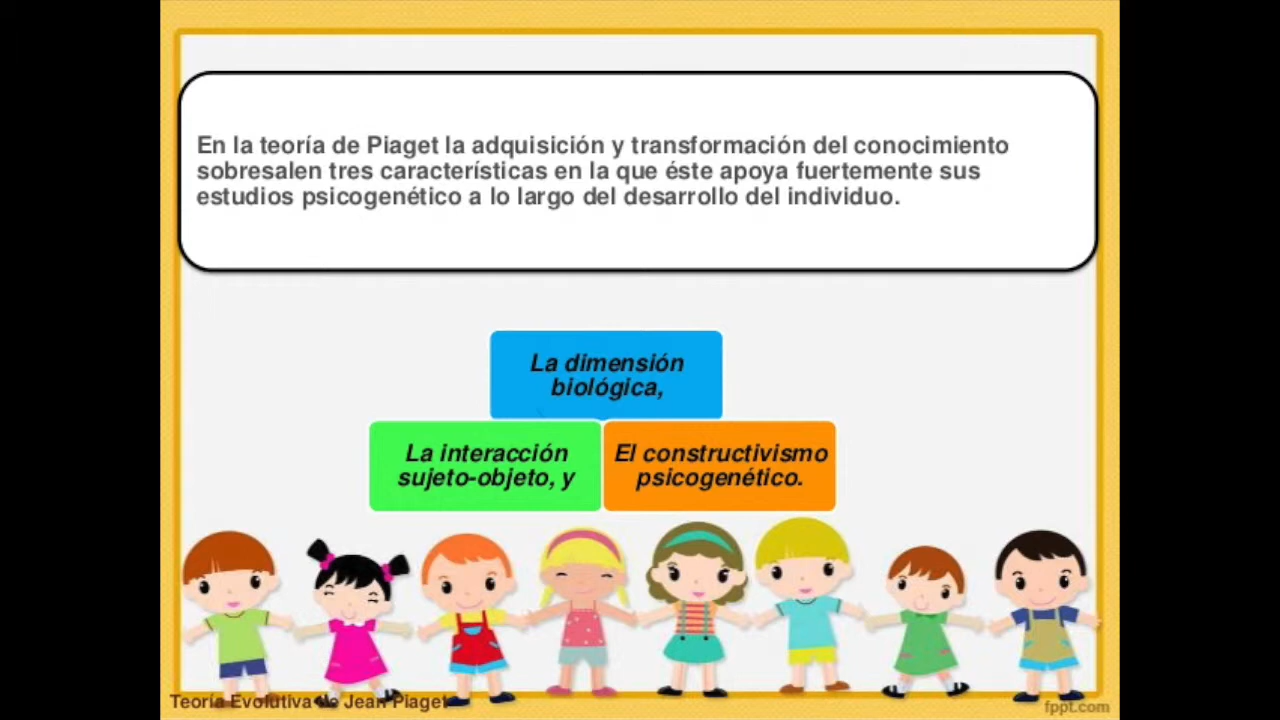 En la teoría de Piaget la adquisición y transformación del conocimiento
sobresalen tres características en la que éste apoya fuertemente sus
estudios psicogenético a lo largo del desarrollo del individuo.
La dimensión
biológica,
La interacción
sujeto-objeto, y
El constructivismo
psicogenético.
Teoría Evolutiva de Jean Piaget
fppt.com